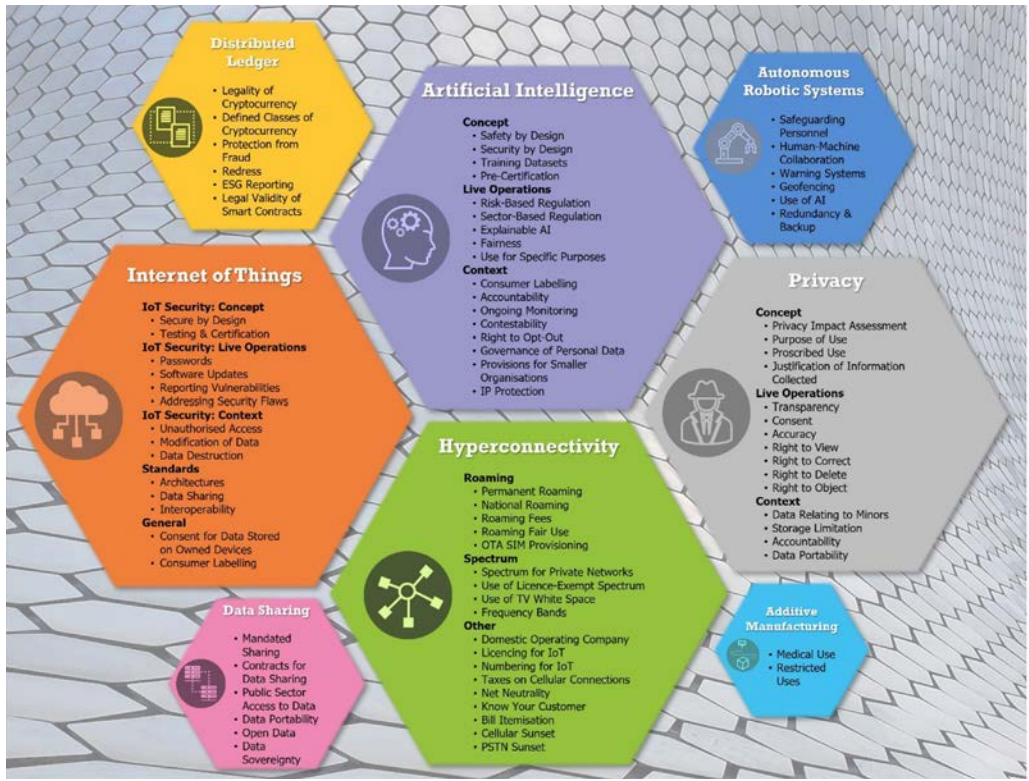 Distributed
Ledger
• Legality of
Cryptocurrency
• Defined Classes of
Cryptocurrency
• Protection from
Fraud
• Redress
• ESG Reporting
• Legal Validity of
Smart Contracts
Artificial Intelligence
Concept
• Safety by Design
• Security by Design
• Training Datasets
• Pre-Certification
Live Operations
• Risk-Based Regulation
• Sector-Based Regulation
• Explainable AI
• Fairness
• Use for Specific Purposes
Context
• Consumer Labelling
• Accountability
• Ongoing Monitoring
• Contestability
• Right to Opt-Out
• Governance of Personal Data
• Provisions for Smaller
Organisations
• IP Protection
Autonomous
Robotic Systems
• Safeguarding
Personnel
• Human-Machine
Collaboration
• Warning Systems
• Geofencing
• Use of AI
• Redundancy &
Backup
Internet of Things
IoT Security: Concept
• Secure by Design
• Testing & Certification
IoT Security: Live Operations
• Passwords
• Software Updates
• Reporting Vulnerabilities
• Addressing Security Flaws
IoT Security: Context
• Unauthorised Access
• Modification of Data
• Data Destruction
Standards
• Architectures
• Data Sharing
• Interoperability
General
• Consent for Data Stored
on Owned Devices
• Consumer Labelling
Privacy
Concept
• Privacy Impact Assessment
• Purpose of Use
• Proscribed Use
• Justification of Information
Collected
Live Operations
• Transparency
• Consent
• Accuracy
• Right to View
• Right to Correct
• Right to Delete
• Right to Object
Context
• Data Relating to Minors
• Storage Limitation
• Accountability
• Data Portability
Hyperconnectivity
Roaming
• Permanent Roaming
• National Roaming
• Roaming Fees
• Roaming Fair Use
• OTA SIM Provisioning
Spectrum
• Spectrum for Private Networks
• Use of Licence-Exempt Spectrum
• Use of TV White Space
• Frequency Bands
Other
• Domestic Operating Company
• Licencing for IoT
• Numbering for IoT
• Taxes on Cellular Connections
• Net Neutrality
• Know Your Customer
• Bill Itemisation
• Cellular Sunset
• PSTN Sunset
Data Sharing
• Mandated
Sharing
• Contracts for
Data Sharing
• Public Sector
Access to Data
• Data Portability
• Open Data
• Data
Sovereignty
Additive
Manufacturing
• Medical Use
• Restricted
Uses